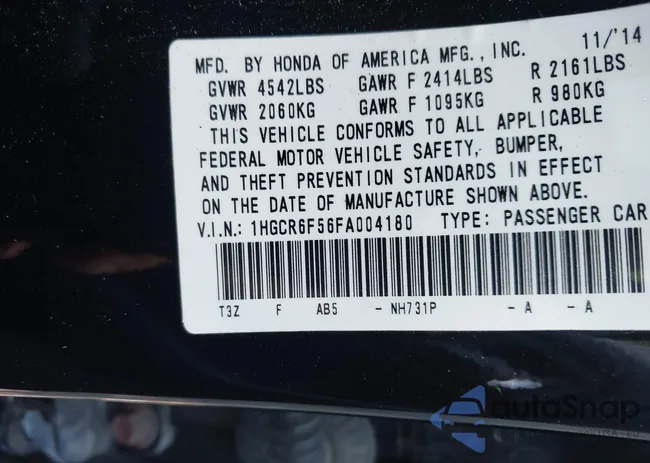 MFD. BY HONDA OF AMERICA MFG., INC. 11/'14
GVWR 4542LBS GAWR F 2414LBS R 2161LBS
GVWR 2060KG GAWR F 1095KG R 980KG
THIS VEHICLE CONFORMS TO ALL APPLICABLE
FEDERAL MOTOR VEHICLE SAFETY, BUMPER,
AND THEFT PREVENTION STANDARDS IN EFFECT
ON THE DATE OF MANUFACTURE SHOWN ABOVE.
V.I.N.: 1HGCR6F56FA004180 TYPE: PASSENGER CAR
T3Z F AB5 - NH731P - A - A
autoSnap